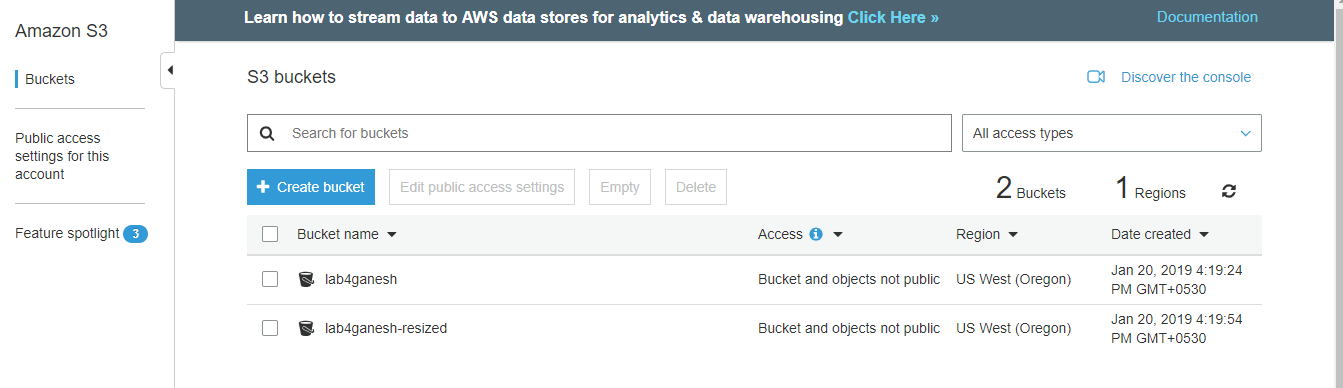 Amazon S3
Learn how to stream data to AWS data stores for analytics & data warehousing Click Here »
Documentation
Buckets
Public access
settings for this
account
Feature spotlight 3
S3 buckets
Discover the console
Search for buckets
All access types
Create bucket
Edit public access settings
Empty
Delete
2 Buckets
1 Regions
Bucket name
Access
Region
Date created
lab4ganesh
Bucket and objects not public
US West (Oregon)
Jan 20, 2019 4:19:24
PM GMT+0530
lab4ganesh-resized
Bucket and objects not public
US West (Oregon)
Jan 20, 2019 4:19:54
PM GMT+0530